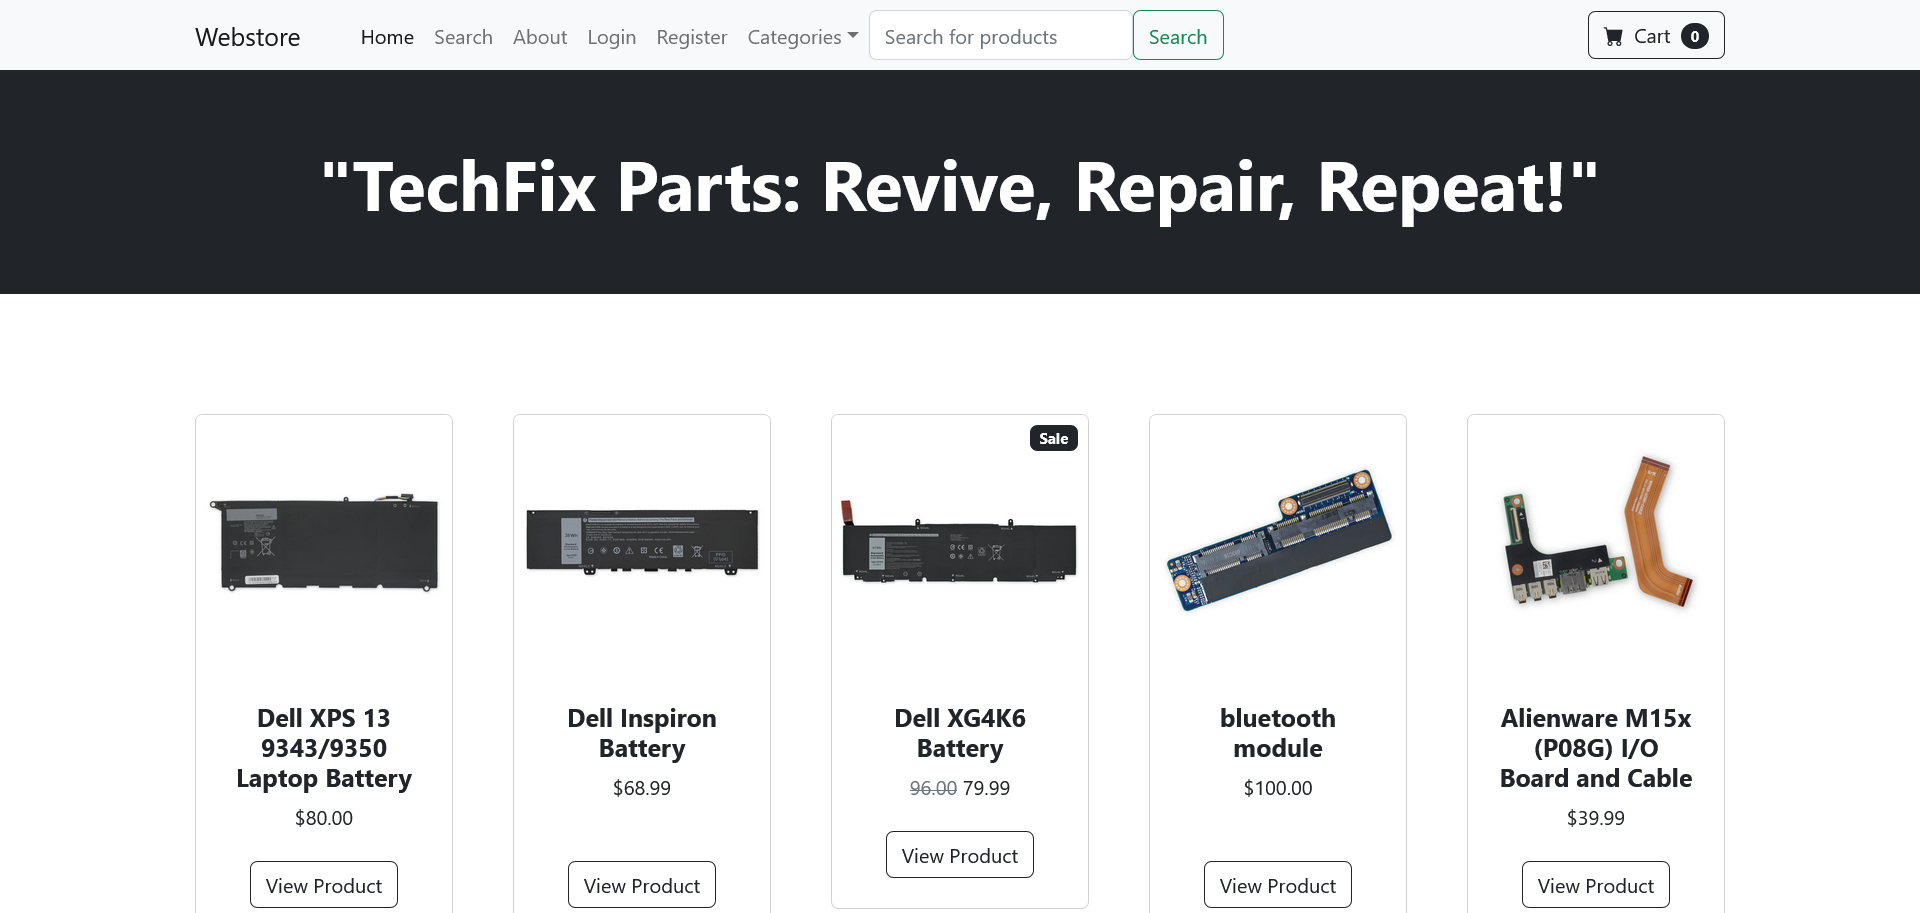 Webstore
Home
Search
About
Login
Register
Categories
Search for products
Search
Cart
0
"TechFix Parts: Revive, Repair, Repeat!"
Dell XPS 13
9343/9350
Laptop Battery
$80.00
View Product
Dell Inspiron
Battery
$68.99
View Product
Sale
Dell XG4K6
Battery
96.00 79.99
View Product
bluetooth
module
$100.00
View Product
Alienware M15x
(P08G) I/O
Board and Cable
$39.99
View Product